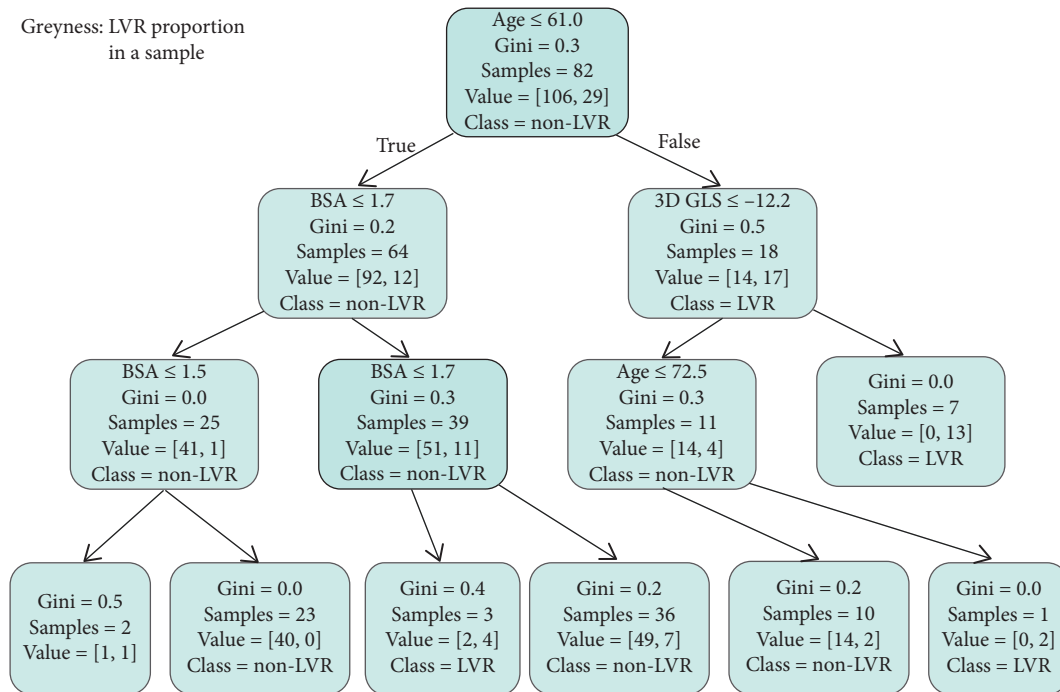 Greyness: LVR proportion
in a sample
Age ≤ 61.0
Gini = 0.3
Samples = 82
Value = [106, 29]
Class = non-LVR
True
False
BSA ≤ 1.7
Gini = 0.2
Samples = 64
Value = [92, 12]
Class = non-LVR
3D GLS ≤ –12.2
Gini = 0.5
Samples = 18
Value = [14, 17]
Class = LVR
BSA ≤ 1.5
Gini = 0.0
Samples = 25
Value = [41, 1]
Class = non-LVR
BSA ≤ 1.7
Gini = 0.3
Samples = 39
Value = [51, 11]
Class = non-LVR
Age ≤ 72.5
Gini = 0.3
Samples = 11
Value = [14, 4]
Class = non-LVR
Gini = 0.0
Samples = 7
Value = [0, 13]
Class = LVR
Gini = 0.5
Samples = 2
Value = [1, 1]
Gini = 0.0
Samples = 23
Value = [40, 0]
Class = non-LVR
Gini = 0.4
Samples = 3
Value = [2, 4]
Class = LVR
Gini = 0.2
Samples = 36
Value = [49, 7]
Class = non-LVR
Gini = 0.2
Samples = 10
Value = [14, 2]
Class = non-LVR
Gini = 0.0
Samples = 1
Value = [0, 2]
Class = LVR